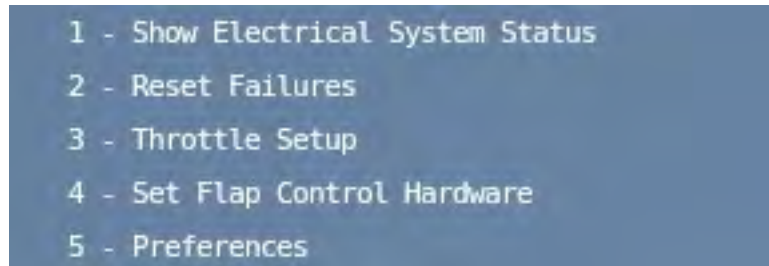 1 - Show Electrical System Status
2 - Reset Failures
3 - Throttle Setup
4 - Set Flap Control Hardware
5 - Preferences